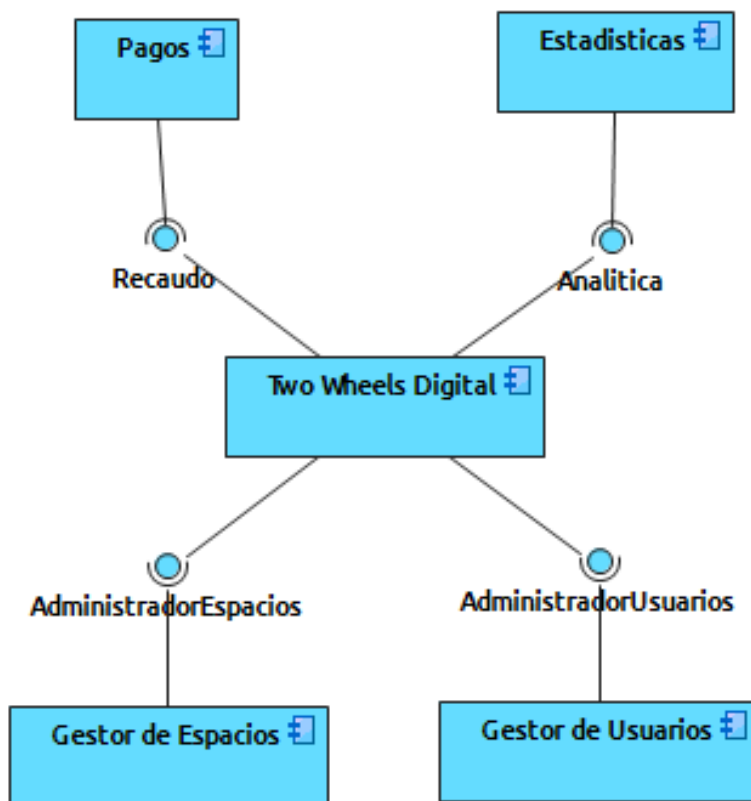 Pagos
Estadisticas
Recaudo
Analitica
Two Wheels Digital
AdministradorEspacios
AdministradorUsuarios
Gestor de Espacios
Gestor de Usuarios